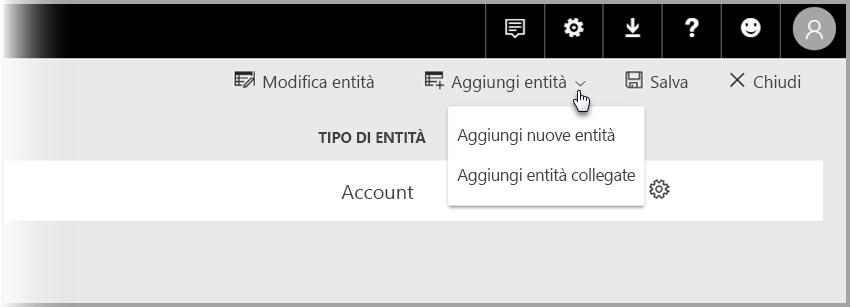 ?
Modifica entità
Aggiungi entità
Salva
Chiudi
Aggiungi nuove entità
TIPO DI ENTITÀ
Aggiungi entità collegate
Account